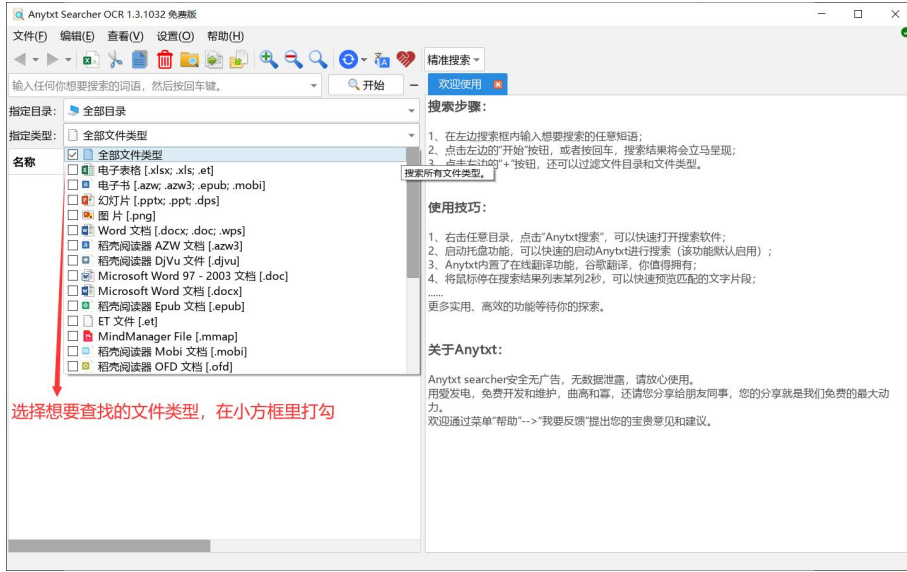 Anytxt Searcher OCR 1.3.1032 免费版
文件(F) 编辑(E) 查看(V) 设置(O) 帮助(H)
精准搜索
输入任何你想要搜索的词语，然后按回车键。 开始
欢迎使用
指定目录: 全部目录
指定类型: 全部文件类型
名称
全部文件类型
电子表格 [.xlsx; .xls; .et]
电子书 [.azw; .azw3; .epub; .mobi]
幻灯片 [.pptx; .ppt; .dps]
图 片 [.png]
Word 文档 [.docx; .doc; .wps]
稻壳阅读器 AZW 文档 [.azw3]
稻壳阅读器 DjVu 文件 [.djvu]
Microsoft Word 97 - 2003 文档 [.doc]
Microsoft Word 文档 [.docx]
稻壳阅读器 Epub 文档 [.epub]
ET 文件 [.et]
MindManager File [.mmap]
稻壳阅读器 Mobi 文档 [.mobi]
稻壳阅读器 OFD 文档 [.ofd]
搜索所有文件类型。
选择想要查找的文件类型，在小方框里打勾
搜索步骤：
1、在左边搜索框内输入想要搜索的任意短语；
2、点击左边的"开始"按钮，或者按回车，搜索结果将会立马呈现；
3、点击左边的"+"按钮，还可以过滤文件目录和文件类型。
使用技巧：
1、右击任意目录，点击"Anytxt搜索"，可以快速打开搜索软件；
2、启动托盘功能，可以快速的启动Anytxt进行搜索（该功能默认启用）；
3、Anytxt内置了在线翻译功能，谷歌翻译，你值得拥有；
4、将鼠标停在搜索结果列表某列2秒，可以快速预览匹配的文字片段；
......
更多实用、高效的功能等待你的探索。
关于Anytxt：
Anytxt searcher安全无广告，无数据泄露，请放心使用。
用爱发电，免费开发和维护，曲高和寡，还请您分享给朋友同事，您的分享就是我们免费的最大动
力。
欢迎通过菜单"帮助"-->"我要反馈"提出您的宝贵意见和建议。